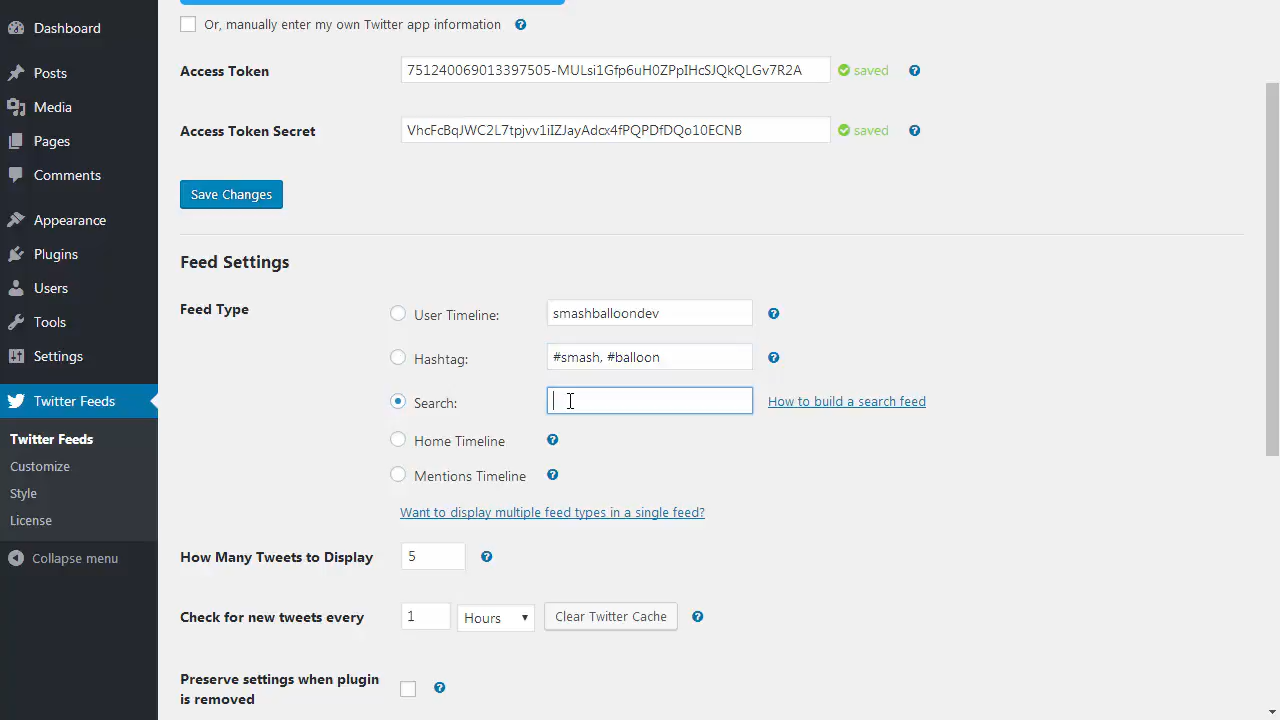 Dashboard
Posts
Media
Pages
Comments
Appearance
Plugins
Users
Tools
Settings
Twitter Feeds
Twitter Feeds
Customize
Style
License
Collapse menu
Or, manually enter my own Twitter app information
Access Token 751240069013397505-MULsi1Gfp6uH0ZPpIHcSJQkQLGv7R2A saved
Access Token Secret VhcFcBqJWC2L7tpjvv1iIZJayAdcx4fPQPDfDQo10ECNB saved
Save Changes
Feed Settings
Feed Type
User Timeline: smashballoondev
Hashtag: #smash, #balloon
Search: How to build a search feed
Home Timeline
Mentions Timeline
Want to display multiple feed types in a single feed?
How Many Tweets to Display 5
Check for new tweets every 1 Hours Clear Twitter Cache
Preserve settings when plugin
is removed